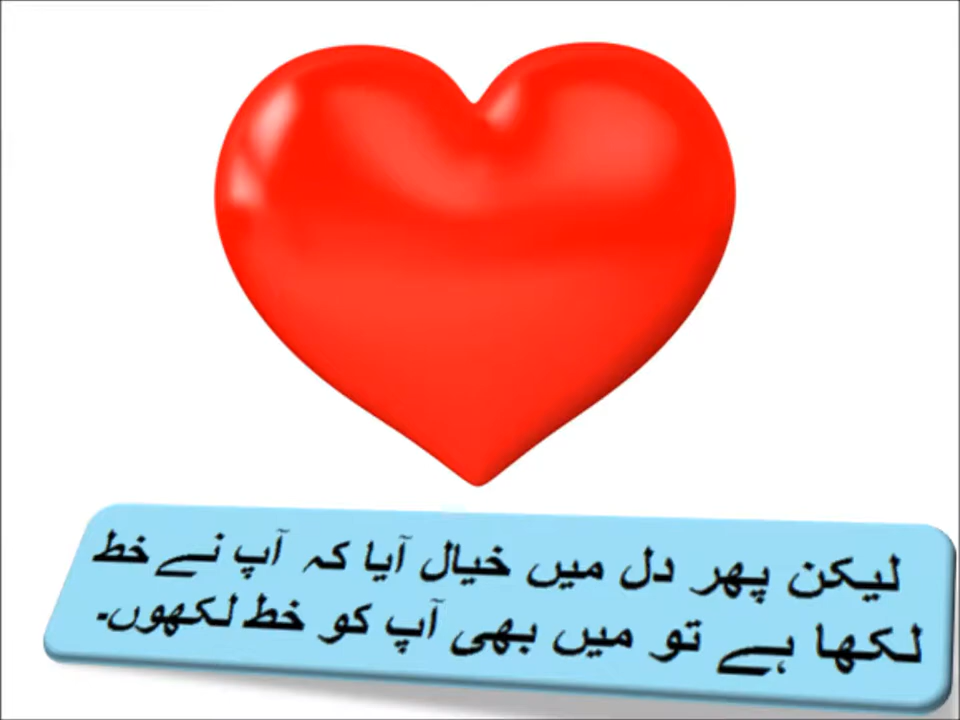 لیکن پھر دل میں خیال آیا کہ آپ نے خط
لکھا ہے تو میں بھی آپ کو خط لکھوں۔